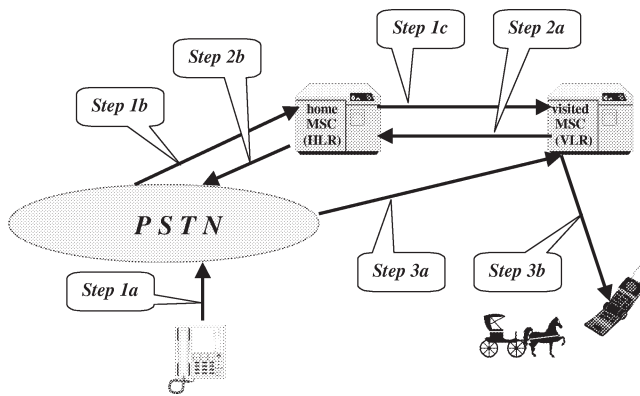 Step 1c
Step 2a
Step 2b
Step 1b
home
MSC
(HLR)
visited
MSC
(VLR)
P S T N
Step 3a
Step 3b
Step 1a